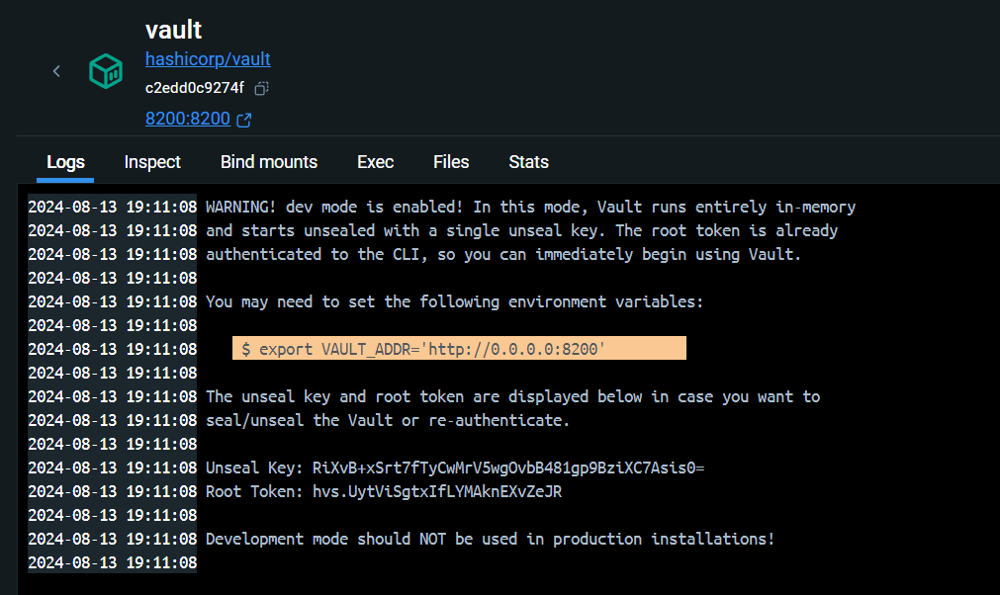 vault
hashicorp/vault
c2edd0c9274f
8200:8200
Logs Inspect Bind mounts Exec Files Stats
2024-08-13 19:11:08 WARNING! dev mode is enabled! In this mode, Vault runs entirely in-memory
2024-08-13 19:11:08 and starts unsealed with a single unseal key. The root token is already
2024-08-13 19:11:08 authenticated to the CLI, so you can immediately begin using Vault.
2024-08-13 19:11:08
2024-08-13 19:11:08 You may need to set the following environment variables:
2024-08-13 19:11:08
2024-08-13 19:11:08 $ export VAULT_ADDR='http://0.0.0.0:8200'
2024-08-13 19:11:08
2024-08-13 19:11:08 The unseal key and root token are displayed below in case you want to
2024-08-13 19:11:08 seal/unseal the Vault or re-authenticate.
2024-08-13 19:11:08
2024-08-13 19:11:08 Unseal Key: RiXvB+xSrt7fTyCwMrV5wgOvbB481gp9BziXC7Asis0=
2024-08-13 19:11:08 Root Token: hvs.UytViSgtxIfLYMAknEXvZeJR
2024-08-13 19:11:08
2024-08-13 19:11:08 Development mode should NOT be used in production installations!
2024-08-13 19:11:08